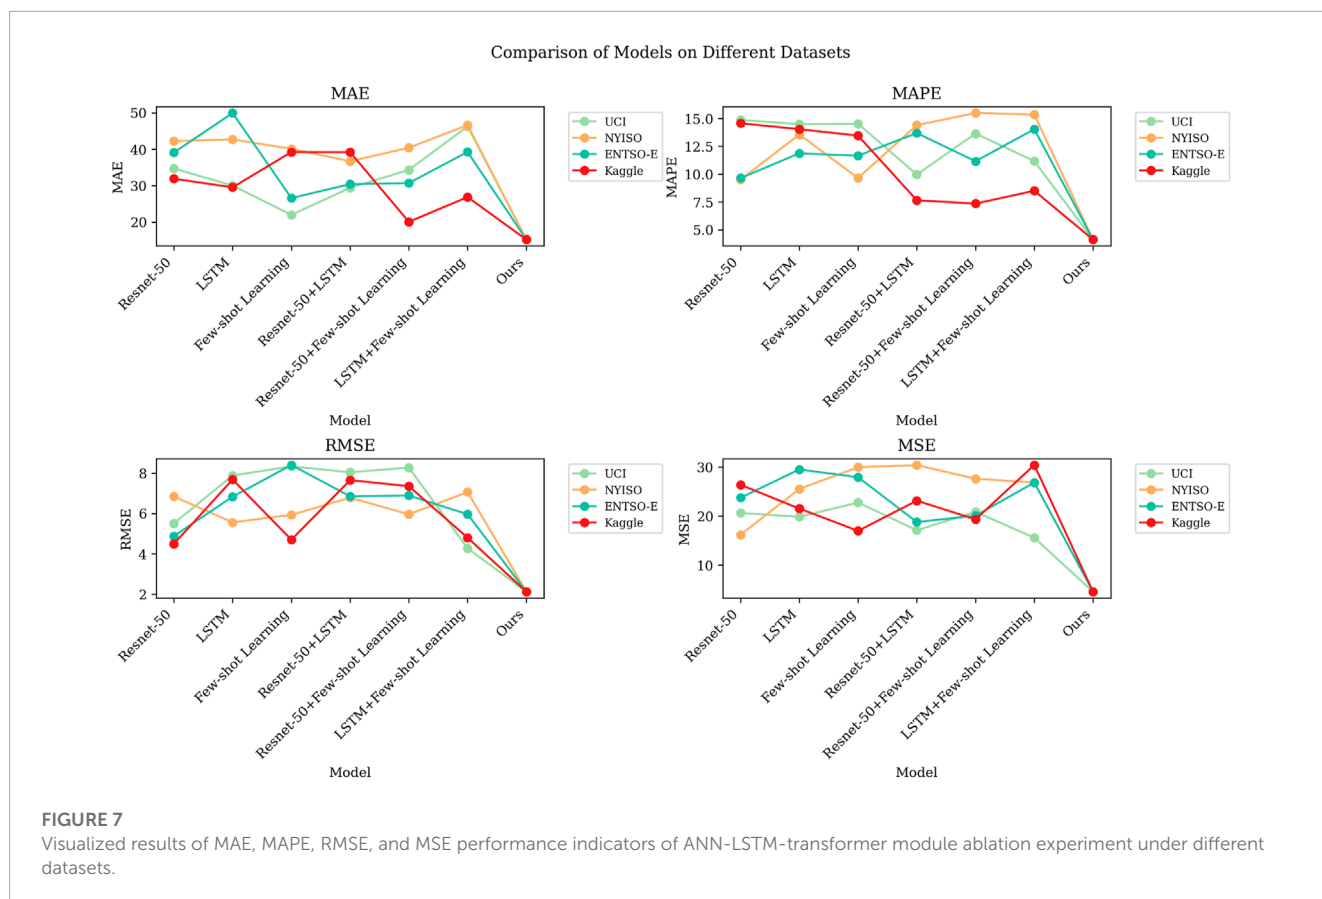 Comparison of Models on Different Datasets
MAE
50
40
30
20
MAE
Resnet-50
LSTM
Few-shot Learning
Resnet-50+LSTM
Resnet-50+Few-shot Learning
LSTM+Few-shot Learning
Ours
Model
UCI
NYISO
ENTSO-E
Kaggle
MAPE
15.0
12.5
10.0
7.5
5.0
MAPE
Resnet-50
LSTM
Few-shot Learning
Resnet-50+LSTM
Resnet-50+Few-shot Learning
LSTM+Few-shot Learning
Ours
Model
UCI
NYISO
ENTSO-E
Kaggle
RMSE
8
6
4
2
RMSE
Resnet-50
LSTM
Few-shot Learning
Resnet-50+LSTM
Resnet-50+Few-shot Learning
LSTM+Few-shot Learning
Ours
Model
UCI
NYISO
ENTSO-E
Kaggle
MSE
30
20
10
MSE
Resnet-50
LSTM
Few-shot Learning
Resnet-50+LSTM
Resnet-50+Few-shot Learning
LSTM+Few-shot Learning
Ours
Model
UCI
NYISO
ENTSO-E
Kaggle
FIGURE 7
Visualized results of MAE, MAPE, RMSE, and MSE performance indicators of ANN-LSTM-transformer module ablation experiment under different
datasets.